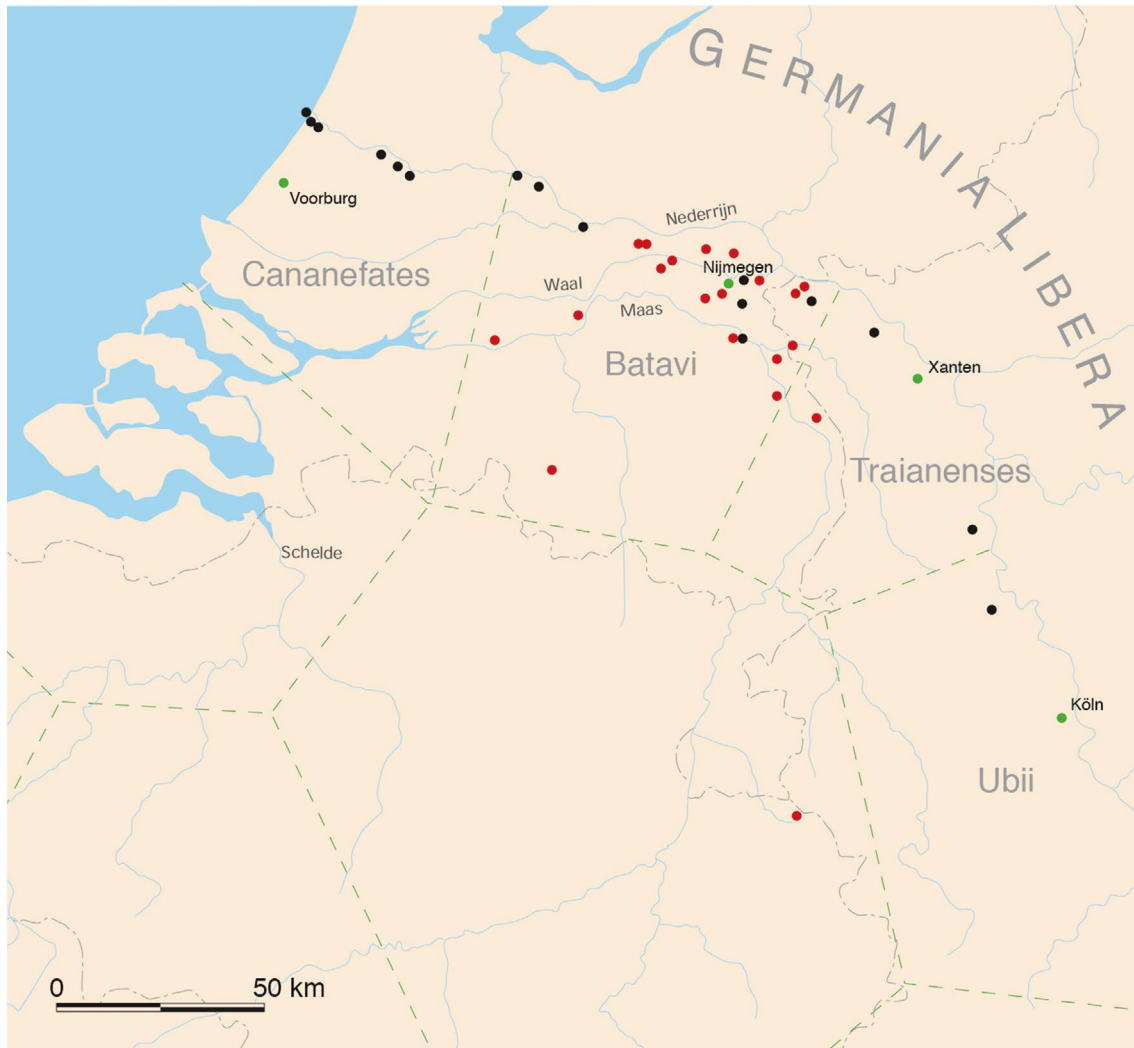 GERMANIA LIBERA
Voorburg
Nederrijn
Cananefates
Nijmegen
Waal
Maas
Batavi
Xanten
Traianenses
Schelde
Köln
Ubii
0 50 km